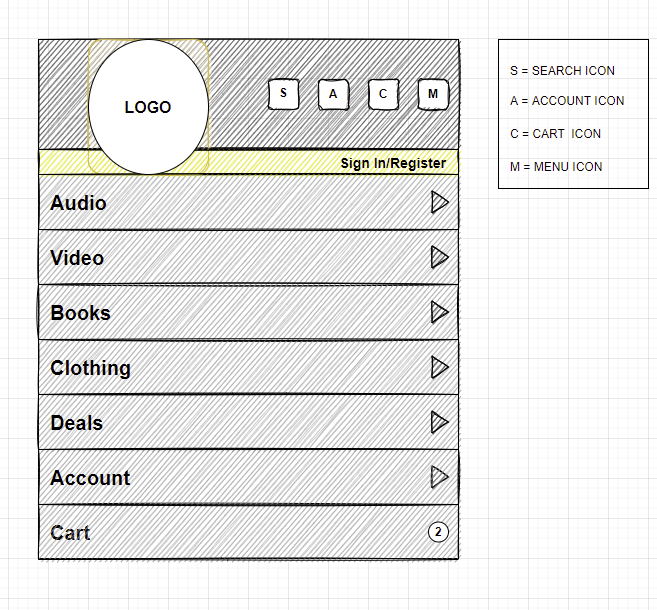 LOGO
S A C M
Sign In/Register
Audio
Video
Books
Clothing
Deals
Account
Cart 2
S = SEARCH ICON
A = ACCOUNT ICON
C = CART ICON
M = MENU ICON